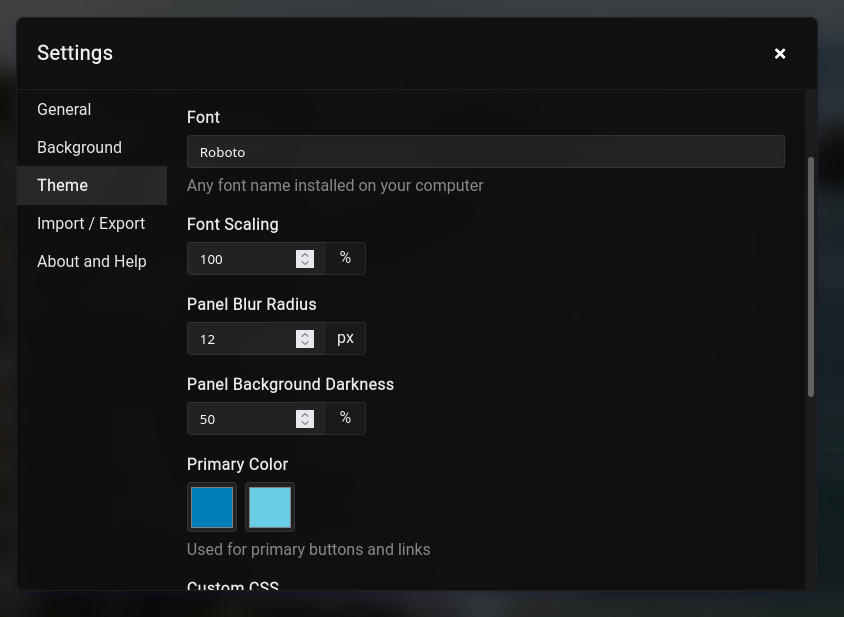 Settings
General
Background
Theme
Import / Export
About and Help
Font
Roboto
Any font name installed on your computer
Font Scaling
100 %
Panel Blur Radius
12 px
Panel Background Darkness
50 %
Primary Color
Used for primary buttons and links
Custom CSS